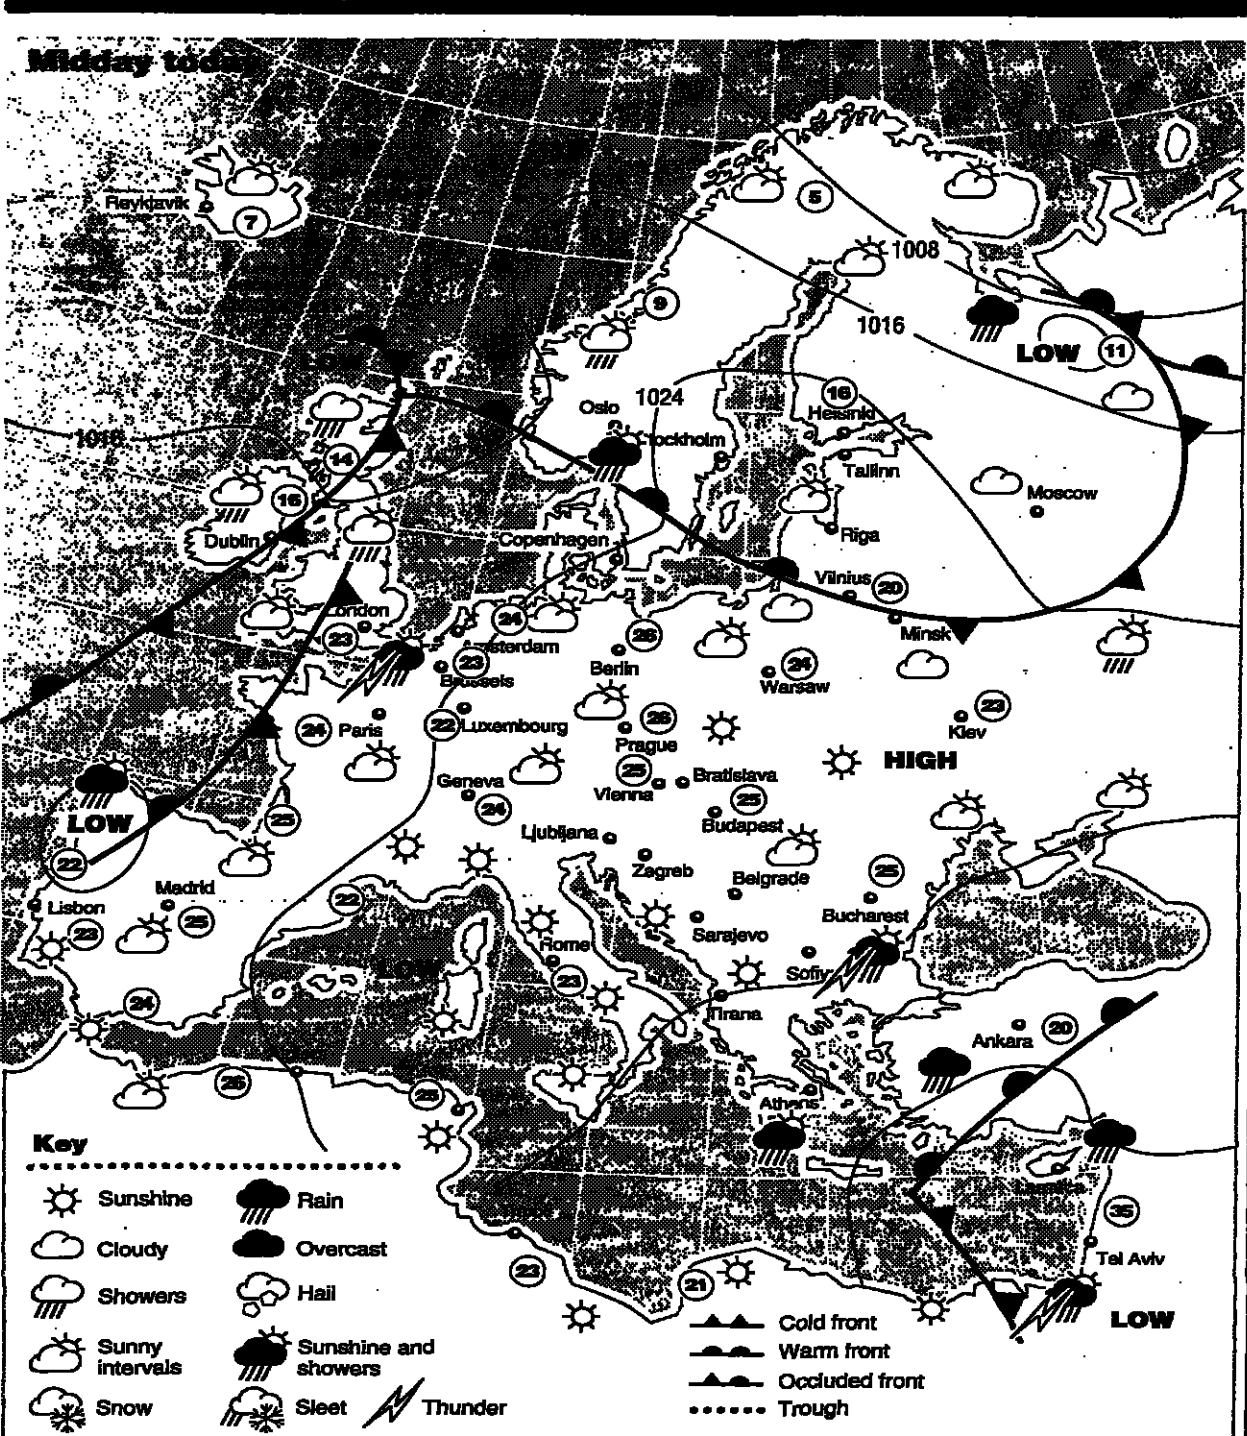 Midday today
Reykjavik
7
5
1008
9
1016
LOW
11
LOW
1024
16
Oslo
Helsinki
1016
Stockholm
14
Tallinn
Moscow
Dublin
Copenhagen
Riga
Vilnius
20
London
24
Minsk
23
Amsterdam
26
23
Berlin
24
Brussels
Warsaw
24
Paris
22
Luxembourg
26
23
Prague
Kiev
HIGH
Geneva
25
Bratislava
Vienna
25
24
LOW
25
Budapest
Ljubljana
22
Zagreb
25
Madrid
22
Belgrade
Lisbon
25
Bucharest
23
Sarajevo
Rome
LOW
Sofiy
24
23
Tirana
Ankara
20
26
25
Athens
35
Tel Aviv
23
21
LOW
Key
Sunshine
Rain
Cloudy
Overcast
Showers
Hail
Sunny
intervals
Sunshine and
showers
Snow
Sleet
Thunder
Cold front
Warm front
Occluded front
Trough